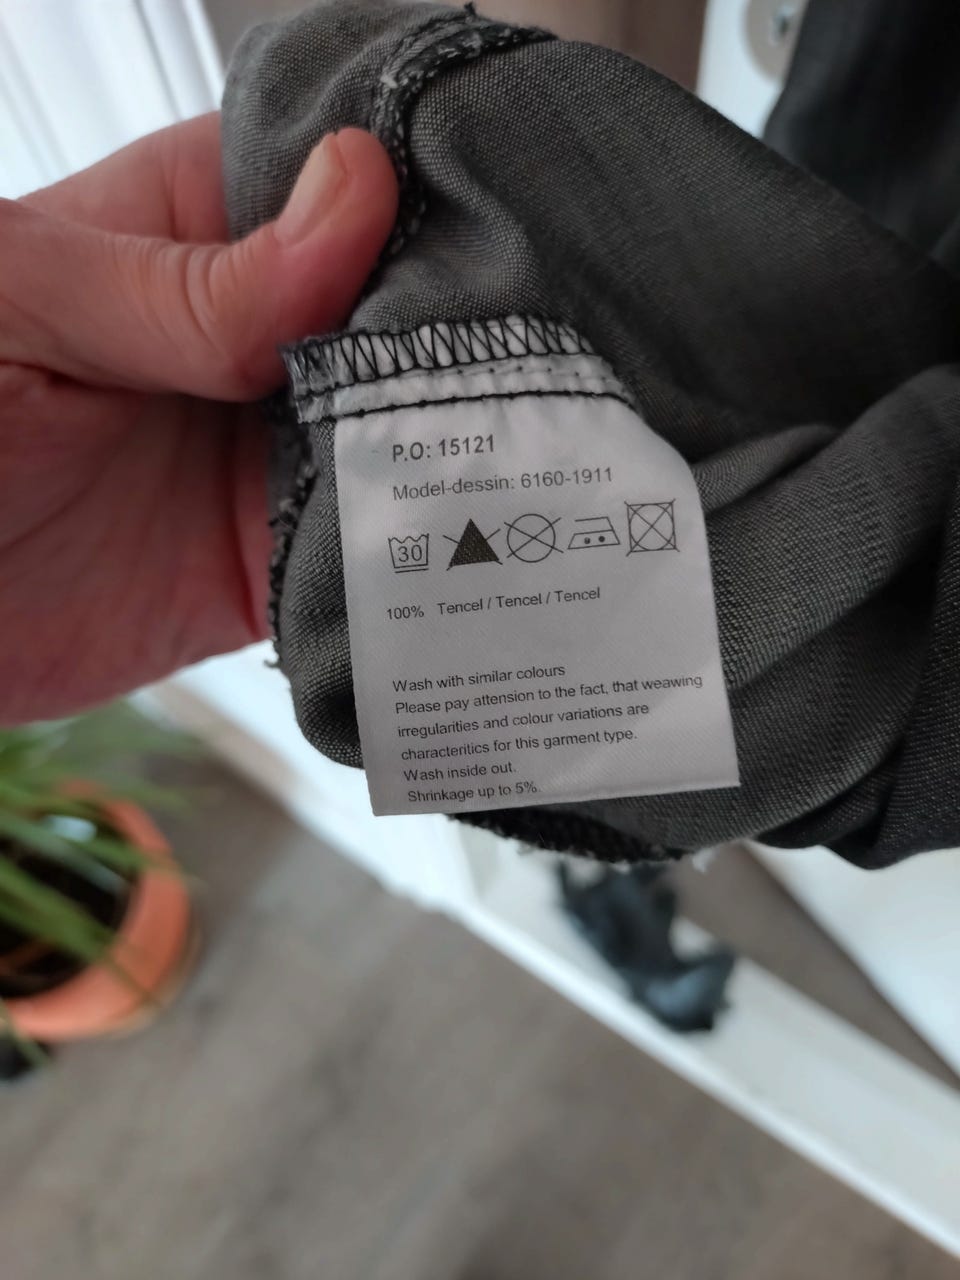 P.O: 15121
Model-dessin: 6160-1911
30
100% Tencel / Tencel / Tencel
Wash with similar colours
Please pay attension to the fact, that weawing
irregularities and colour variations are
characteritics for this garment type.
Wash inside out.
Shrinkage up to 5%.